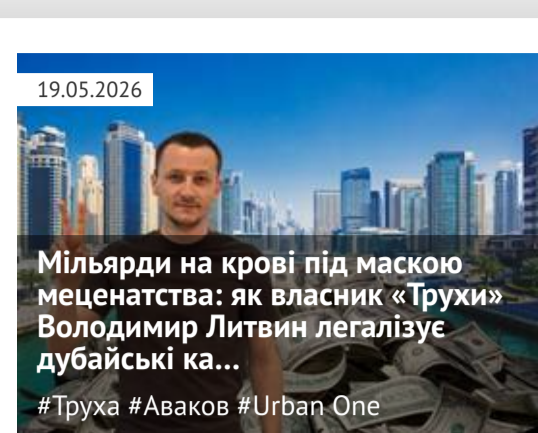 19.05.2026
Мільярди на крові під маскою
меценатства: як власник «Трухи»
Володимир Литвин легалізує
дубайські ка...
#Труха #Аваков #Urban One